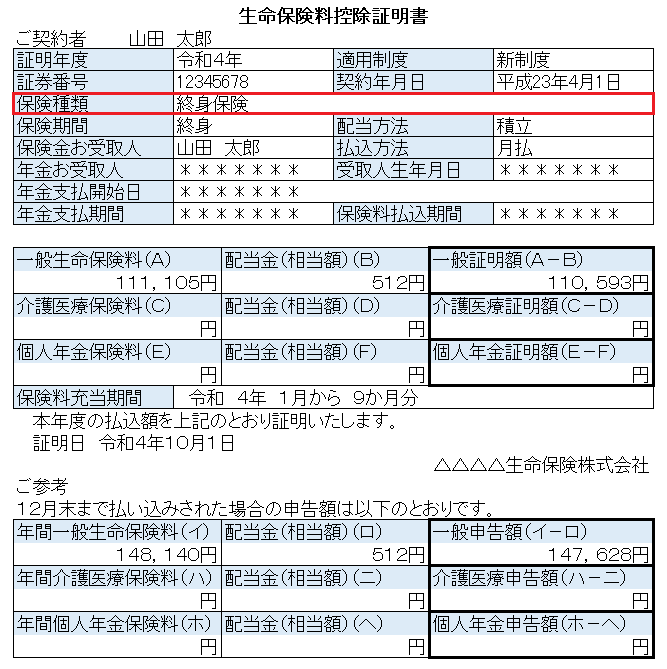 生命保険料控除証明書
ご契約者　山田 太郎
証明年度 令和４年 適用制度 新制度
証券番号 12345678 契約年月日 平成23年4月1日
保険種類 終身保険
保険期間 終身 配当方法 積立
保険金お受取人 山田 太郎 払込方法 月払
年金お受取人 ＊＊＊＊＊＊＊ 受取人生年月日 ＊＊＊＊＊＊＊
年金支払開始日 ＊＊＊＊＊＊＊
年金支払期間 ＊＊＊＊＊＊＊ 保険料払込期間 ＊＊＊＊＊＊＊
一般生命保険料（Ａ） 配当金（相当額）（Ｂ） 一般証明額（Ａ－Ｂ）
１１１，１０５円 ５１２円 １１０，５９３円
介護医療保険料（Ｃ） 配当金（相当額）（Ｄ） 介護医療証明額（Ｃ－Ｄ）
円 円 円
個人年金保険料（Ｅ） 配当金（相当額）（Ｆ） 個人年金証明額（Ｅ－Ｆ）
円 円 円
保険料充当期間 令和 ４年 １月から ９か月分
本年度の払込額を上記のとおり証明いたします。
証明日 令和４年１０月１日
△△△△生命保険株式会社
ご参考
１２月末まで払い込みされた場合の申告額は以下のとおりです。
年間一般生命保険料（イ） 配当金（相当額）（ロ） 一般申告額（イ－ロ）
１４８，１４０円 ５１２円 １４７，６２８円
年間介護医療保険料（ハ） 配当金（相当額）（ニ） 介護医療申告額（ハ－ニ）
円 円 円
年間個人年金保険料（ホ） 配当金（相当額）（ヘ） 個人年金申告額（ホ－ヘ）
円 円 円